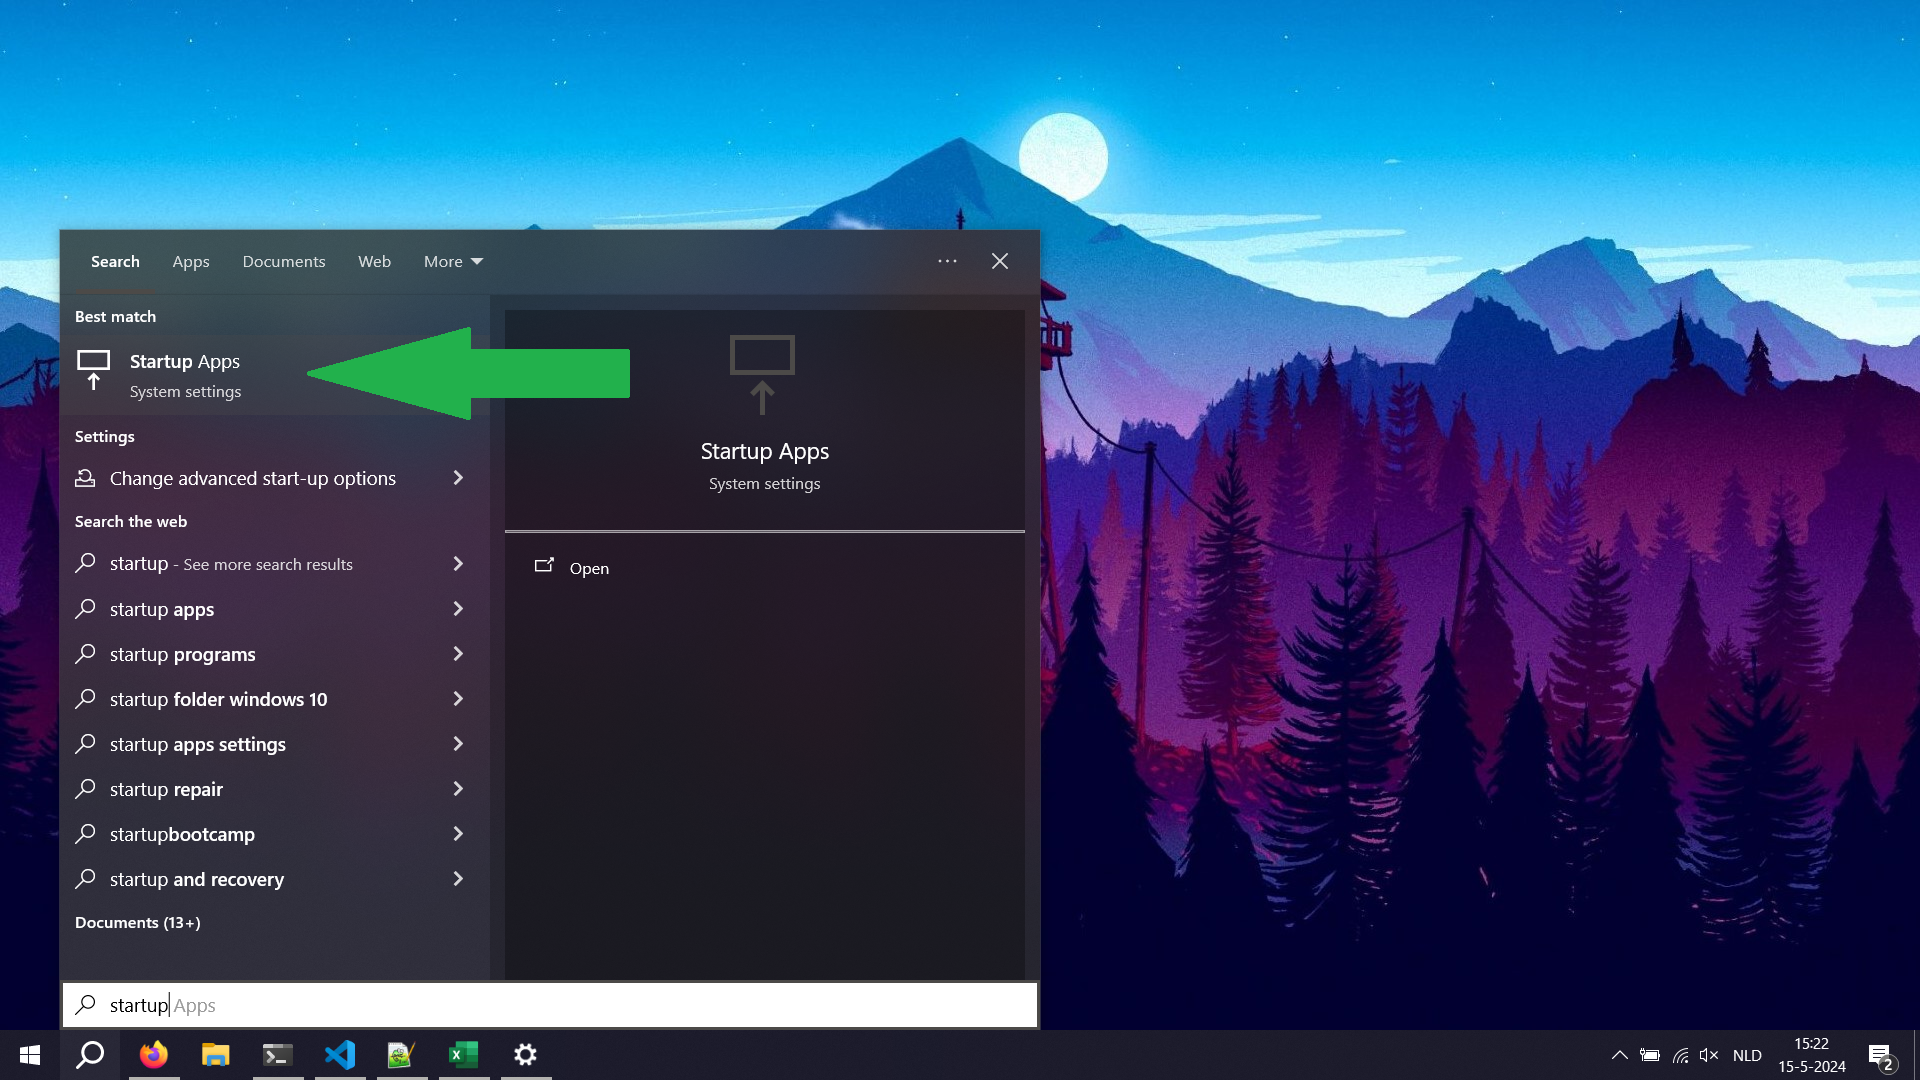 Search Apps Documents Web More
Best match
Startup Apps
System settings
Settings
Change advanced start-up options
Search the web
startup - See more search results
startup apps
startup programs
startup folder windows 10
startup apps settings
startup repair
startupbootcamp
startup and recovery
Documents (13+)
Startup Apps
System settings
Open
startup Apps
NLD
15:22
15-5-2024
2